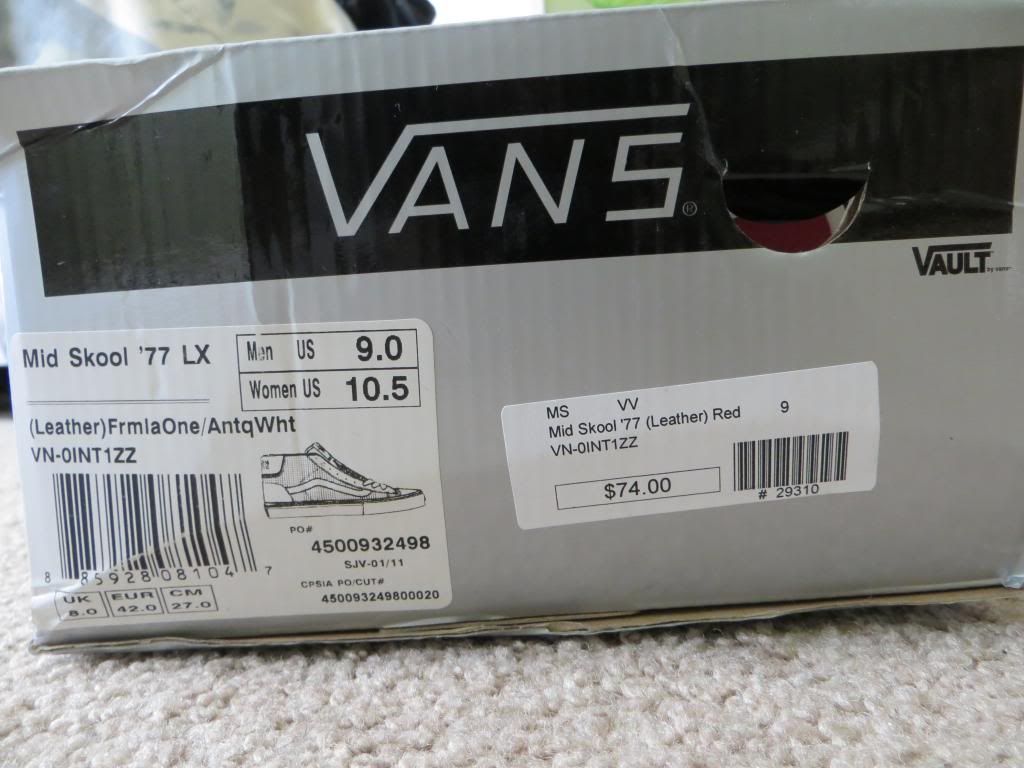 VANS®
VAULT by vans
Mid Skool '77 LX
Men US 9.0
Women US 10.5
(Leather)FrmlaOne/AntqWht
VN-0INT1ZZ
PO#
4500932498
SJV-01/11
CPSIA PO/CUT#
450093249800020
8 85928 08104 7
UK EUR CM
8.0 42.0 27.0
MS VV
Mid Skool '77 (Leather) Red 9
VN-0INT1ZZ
$74.00
# 29310